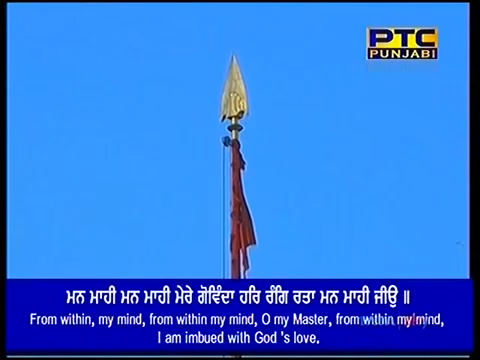 PTC
PUNJABI
ਮਨ ਮਾਹੀ ਮਨ ਮਾਹੀ ਮੇਰੇ ਗੋਵਿੰਦਾ ਹਰਿ ਰੰਗਿ ਰਤਾ ਮਨ ਮਾਹੀ ਜੀਉ ॥
From within, my mind, from within my mind, O my Master, from within my mind,
I am imbued with God 's love.